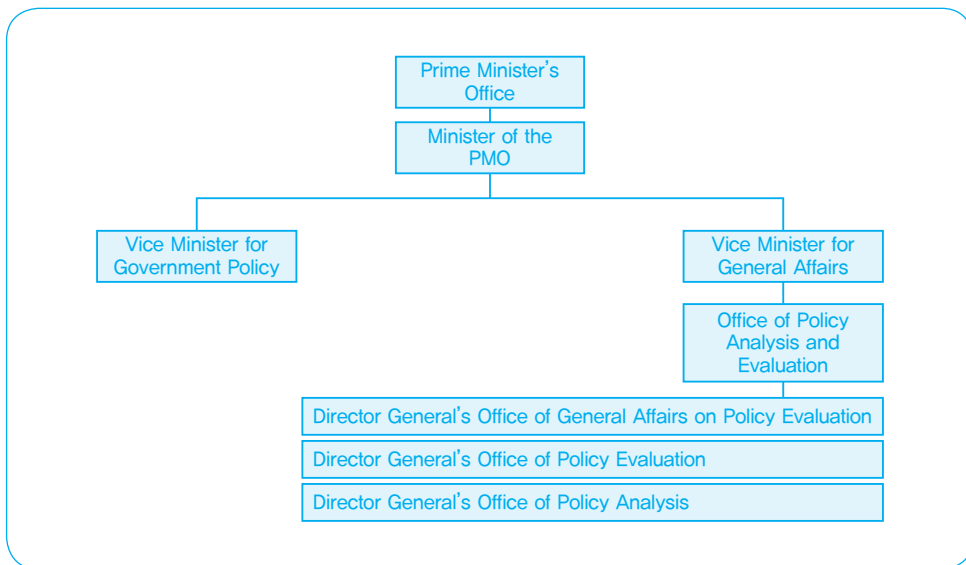 Prime Minister's
Office
Minister of the
PMO
Vice Minister for
Government Policy
Vice Minister for
General Affairs
Office of Policy
Analysis and
Evaluation
Director General's Office of General Affairs on Policy Evaluation
Director General's Office of Policy Evaluation
Director General's Office of Policy Analysis